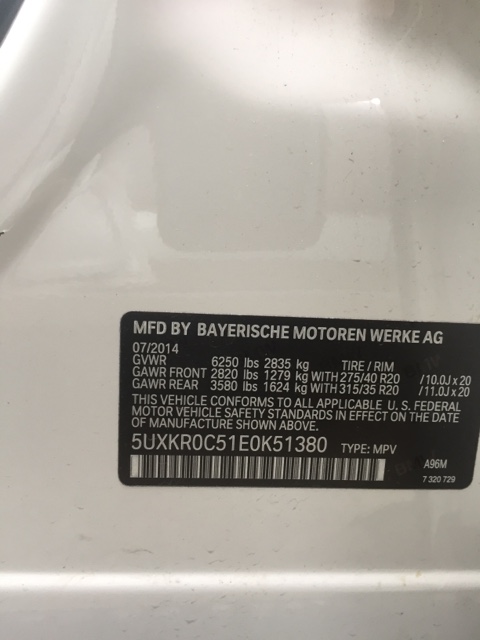 MFD BY BAYERISCHE MOTOREN WERKE AG
07/2014
GVWR 6250 lbs 2835 kg TIRE / RIM
GAWR FRONT 2820 lbs 1279 kg WITH 275/40 R20 /10.0J x 20
GAWR REAR 3580 lbs 1624 kg WITH 315/35 R20 /11.0J x 20
THIS VEHICLE CONFORMS TO ALL APPLICABLE U. S. FEDERAL
MOTOR VEHICLE SAFETY STANDARDS IN EFFECT ON THE DATE
OF MANUFACTURE SHOWN ABOVE.
5UXKR0C51E0K51380 TYPE: MPV
A96M
7 320 729